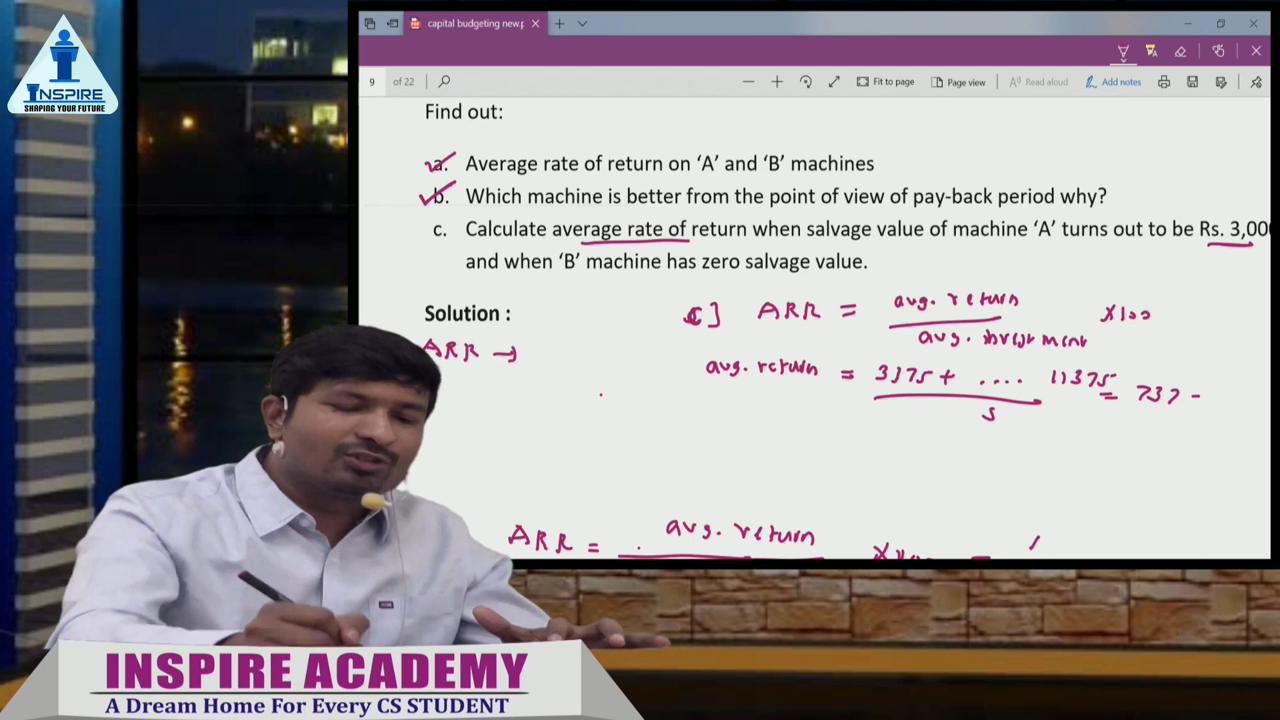 INSPIRE
SHAPING YOUR FUTURE
capital budgeting new.p
9 of 22
Fit to page
Page view
Read aloud
Add notes
Find out:
a. Average rate of return on ‘A’ and ‘B’ machines
b. Which machine is better from the point of view of pay-back period why?
c. Calculate average rate of return when salvage value of machine ‘A’ turns out to be Rs. 3,000
and when ‘B’ machine has zero salvage value.
Solution :
ARR →
c] ARR = avg. return x100
avg. investment
avg. return = 3375+ .... 11375 = 737
5
ARR = avg. return
INSPIRE ACADEMY
A Dream Home For Every CS STUDENT